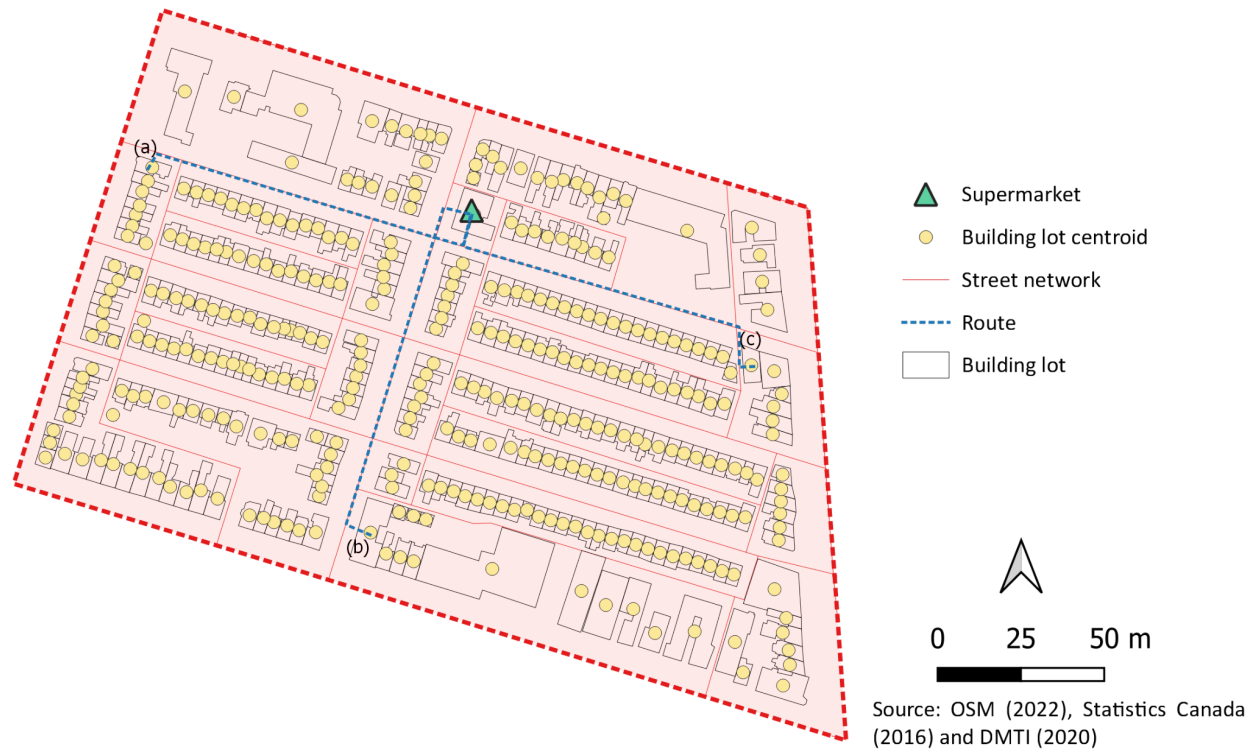 (a)
(c)
(b)
Supermarket
Building lot centroid
Street network
Route
Building lot
0 25 50 m
Source: OSM (2022), Statistics Canada
(2016) and DMTI (2020)